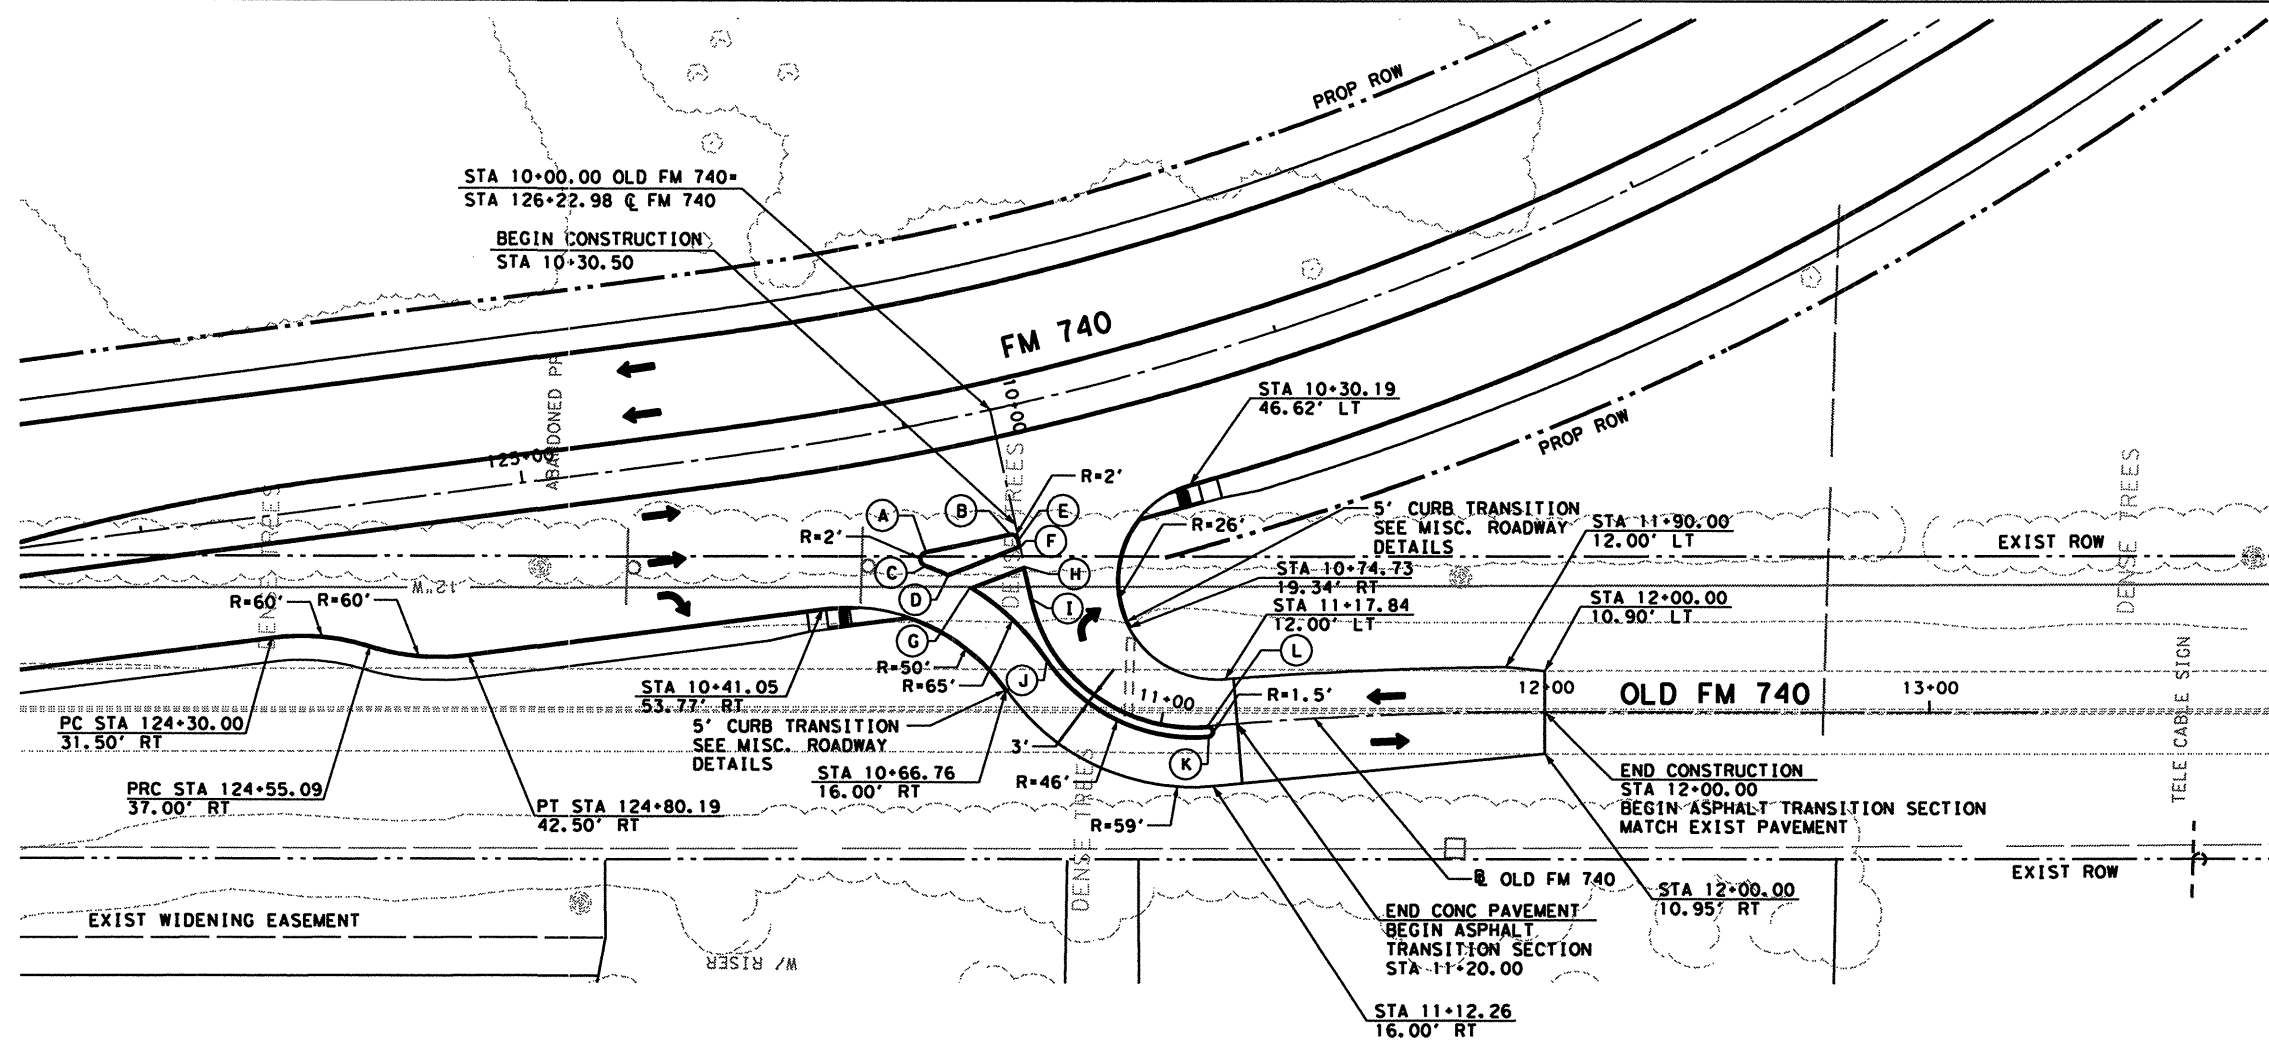 PROP ROW
STA 10+00.00 OLD FM 740=
STA 126+22.98 ℄ FM 740
BEGIN CONSTRUCTION
STA 10+30.50
FM 740
10+00
STA 10+30.19
46.62' LT
PROP ROW
125+00
ABANDONED PP
DENSE TREES
DENSE TREES
DENSE TREES
R=2'
A
B
E
R=2'
F
C
H
D
I
G
R=26'
5' CURB TRANSITION
SEE MISC. ROADWAY
DETAILS
STA 11+90.00
12.00' LT
EXIST ROW
STA 10+74.73
19.34' RT
STA 11+17.84
12.00' LT
STA 12+00.00
10.90' LT
12"W
R=60'
R=60'
L
R=50'
R=65'
J
STA 10+41.05
53.77' RT
5' CURB TRANSITION
SEE MISC. ROADWAY
DETAILS
11+00
R=1.5'
12+00
OLD FM 740
13+00
PC STA 124+30.00
31.50' RT
PRC STA 124+55.09
37.00' RT
PT STA 124+80.19
42.50' RT
3'
K
STA 10+66.76
16.00' RT
R=46'
R=59'
DENSE TREES
TELE CABLE SIGN
END CONSTRUCTION
STA 12+00.00
BEGIN ASPHALT TRANSITION SECTION
MATCH EXIST PAVEMENT
EXIST ROW
OLD FM 740
STA 12+00.00
10.95' RT
EXIST WIDENING EASEMENT
W/ RISER
END CONC PAVEMENT
BEGIN ASPHALT
TRANSITION SECTION
STA 11+20.00
STA 11+12.26
16.00' RT